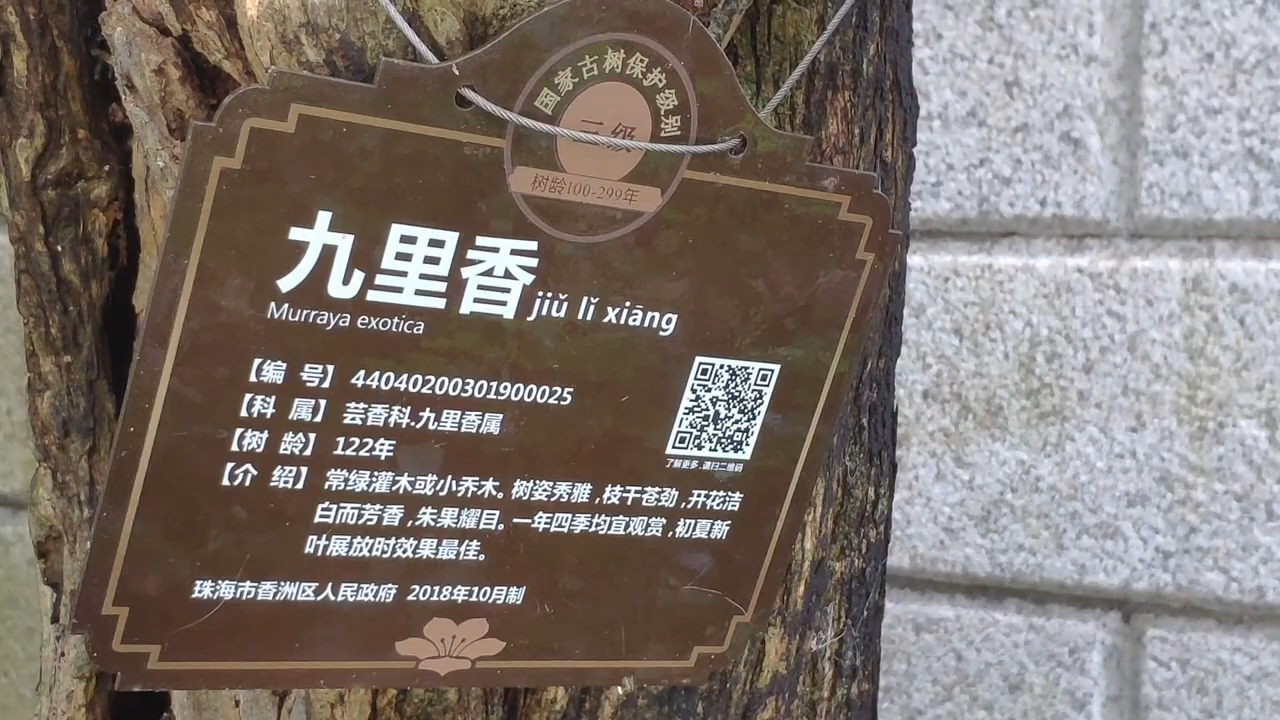 国家古树保护级别
三级
树龄100-299年
九里香 jiǔ lǐ xiāng
Murraya exotica
【编 号】 44040200301900025
【科 属】 芸香科.九里香属
【树 龄】 122年
【介 绍】 常绿灌木或小乔木。树姿秀雅,枝干苍劲,开花洁
白而芳香,朱果耀目。一年四季均宜观赏,初夏新
叶展放时效果最佳。
了解更多,请扫二维码
珠海市香洲区人民政府 2018年10月制